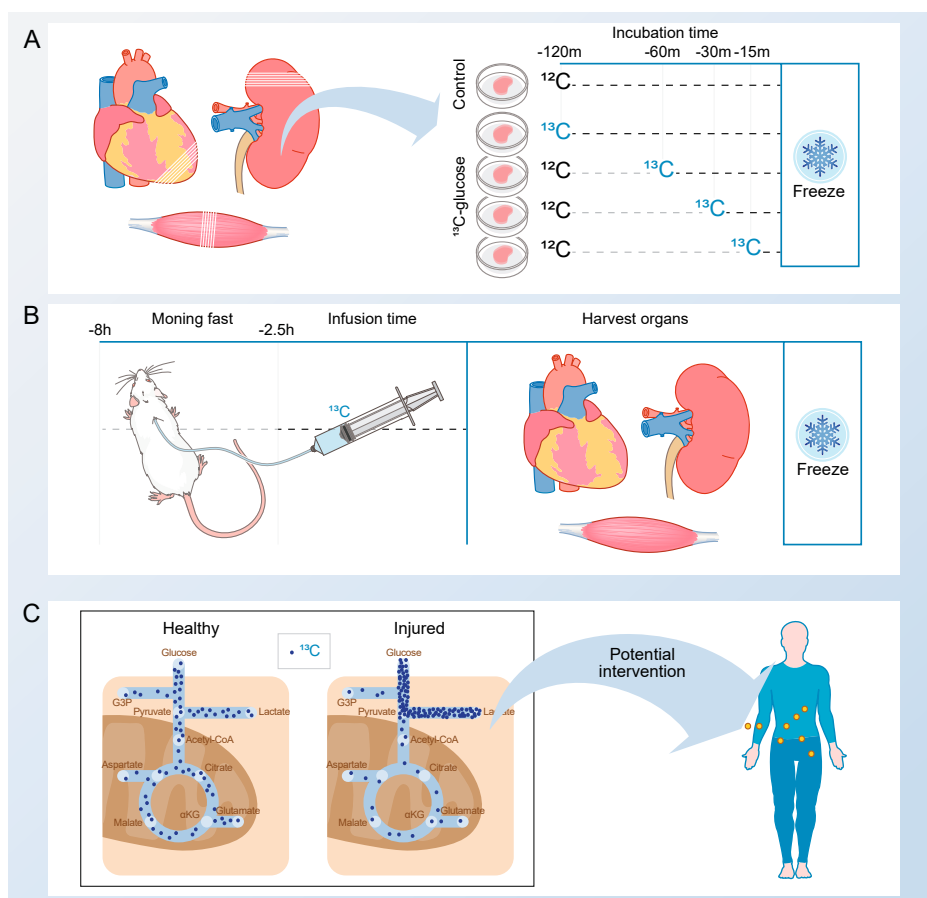 A
Incubation time
-120m -60m -30m -15m
Control
¹³C-glucose
¹²C
¹³C
¹²C ¹³C
¹²C ¹³C
¹²C ¹³C
Freeze
B
Moning fast Infusion time Harvest organs
-8h -2.5h
¹³C
Freeze
C
Healthy
¹³C
Injured
Glucose
G3P
Pyruvate
Lactate
Acetyl-CoA
Aspartate
Citrate
αKG
Glutamate
Malate
Glucose
G3P
Pyruvate
Lactate
Acetyl-CoA
Aspartate
Citrate
αKG
Glutamate
Malate
Potential
intervention